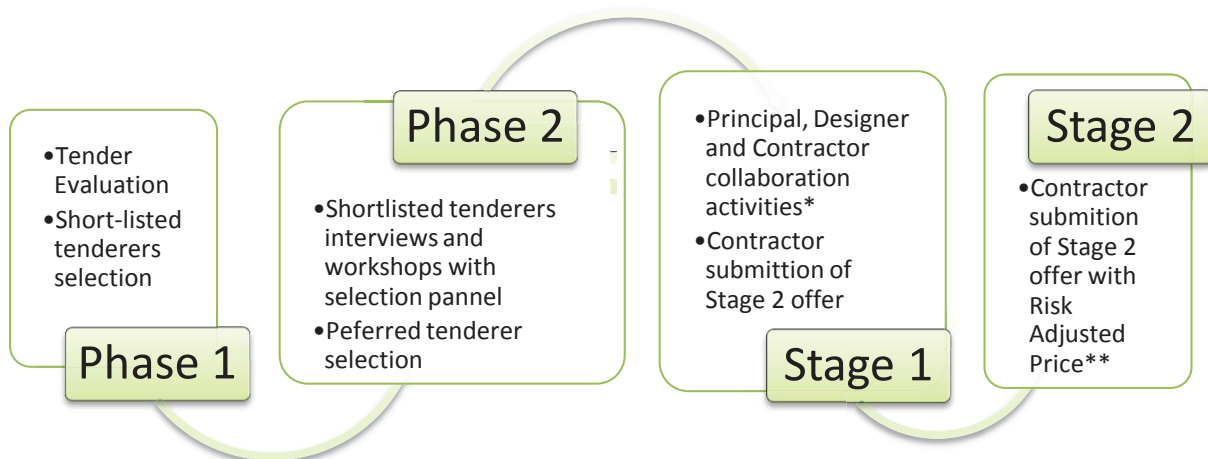 •Tender
Evaluation
•Short-listed
tenderers
selection
Phase 1
Phase 2
•Shortlisted tenderers
interviews and
workshops with
selection pannel
•Peferred tenderer
selection
•Principal, Designer
and Contractor
collaboration
activities*
•Contractor
submittion of
Stage 2 offer
Stage 1
Stage 2
•Contractor
submition
of Stage 2
offer with
Risk
Adjusted
Price**